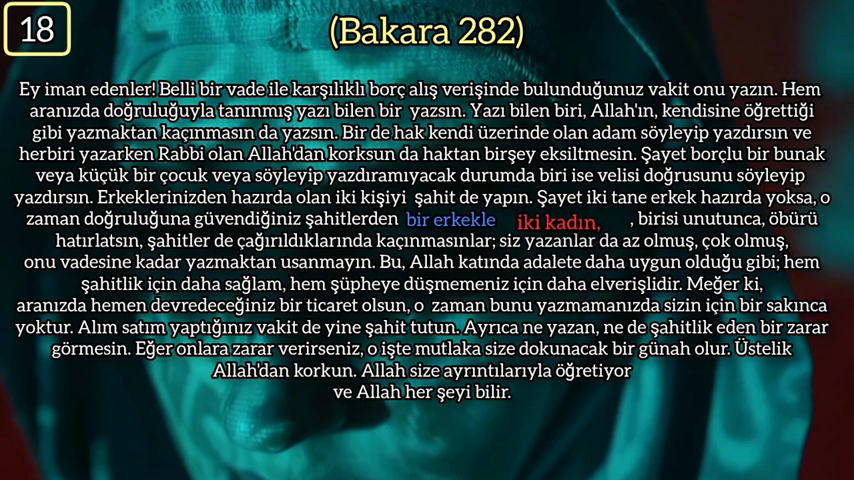 18
(Bakara 282)
Ey iman edenler! Belli bir vade ile karşılıklı borç alış verişinde bulunduğunuz vakit onu yazın. Hem
aranızda doğruluğuyla tanınmış yazı bilen bir yazsın. Yazı bilen biri, Allah'ın, kendisine öğrettiği
gibi yazmaktan kaçınmasın da yazsın. Bir de hak kendi üzerinde olan adam söyleyip yazdırsın ve
herbiri yazarken Rabbi olan Allah'dan korksun da haktan birşey eksiltmesin. Şayet borçlu bir bunak
veya küçük bir çocuk veya söyleyip yazdıramıyacak durumda biri ise velisi doğrusunu söyleyip
yazdırsın. Erkeklerinizden hazırda olan iki kişiyi şahit de yapın. Şayet iki tane erkek hazırda yoksa, o
zaman doğruluğuna güvendiğiniz şahitlerden bir erkekle iki kadın, , birisi unutunca, öbürü
hatırlatsın, şahitler de çağırıldıklarında kaçınmasınlar; siz yazanlar da az olmuş, çok olmuş,
onu vadesine kadar yazmaktan usanmayın. Bu, Allah katında adalete daha uygun olduğu gibi; hem
şahitlik için daha sağlam, hem şüpheye düşmemeniz için daha elverişlidir. Meğer ki,
aranızda hemen devredeceğiniz bir ticaret olsun, o zaman bunu yazmamanızda sizin için bir sakınca
yoktur. Alım satım yaptığınız vakit de yine şahit tutun. Ayrıca ne yazan, ne de şahitlik eden bir zarar
görmesin. Eğer onlara zarar verirseniz, o işte mutlaka size dokunacak bir günah olur. Üstelik
Allah'dan korkun. Allah size ayrıntılarıyla öğretiyor
ve Allah her şeyi bilir.